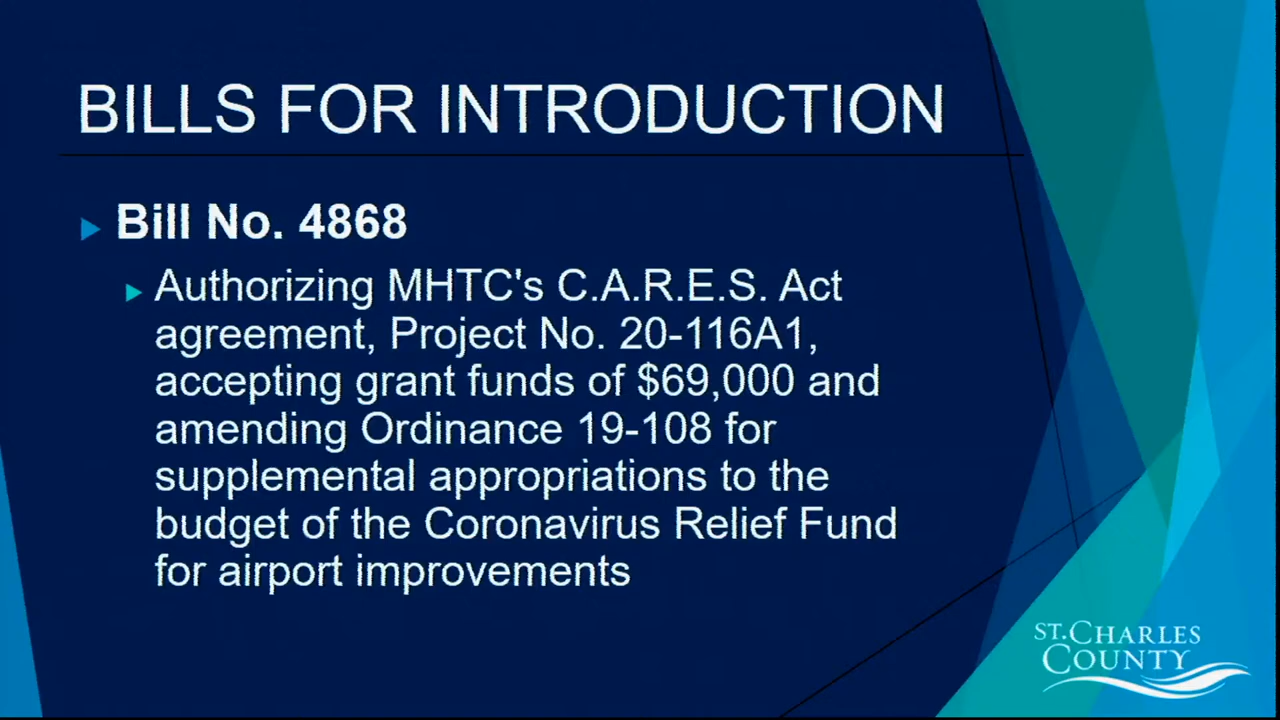 BILLS FOR INTRODUCTION
Bill No. 4868
Authorizing MHTC's C.A.R.E.S. Act
agreement, Project No. 20-116A1,
accepting grant funds of $69,000 and
amending Ordinance 19-108 for
supplemental appropriations to the
budget of the Coronavirus Relief Fund
for airport improvements
ST. CHARLES
COUNTY